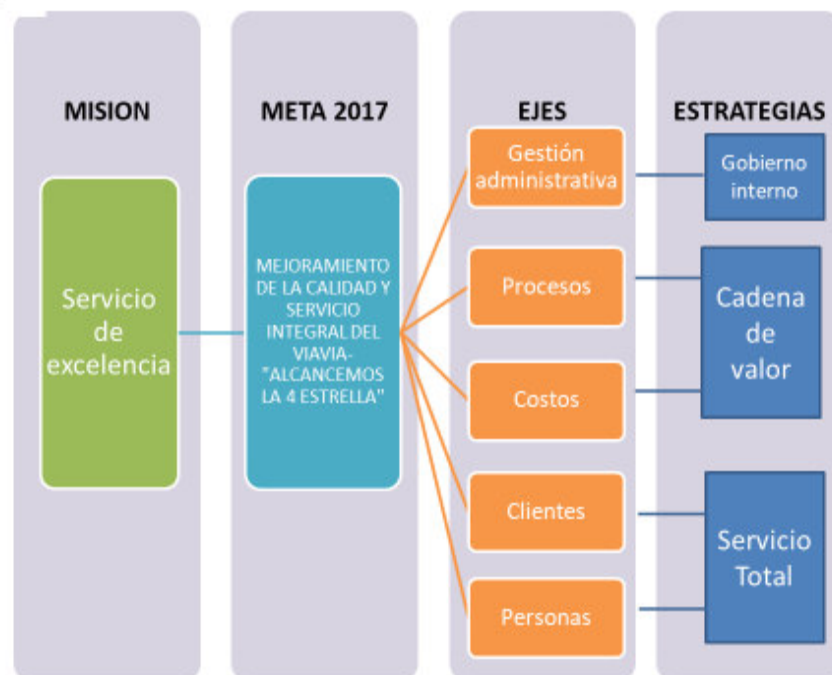 MISION
Servicio
de
excelencia
META 2017
MEJORAMIENTO
DE LA CALIDAD Y
SERVICIO
INTEGRAL DEL
VIAVIA-
"ALCANCEMOS
LA 4 ESTRELLA"
EJES
Gestión
administrativa
Procesos
Costos
Clientes
Personas
ESTRATEGIAS
Gobierno
interno
Cadena
de
valor
Servicio
Total